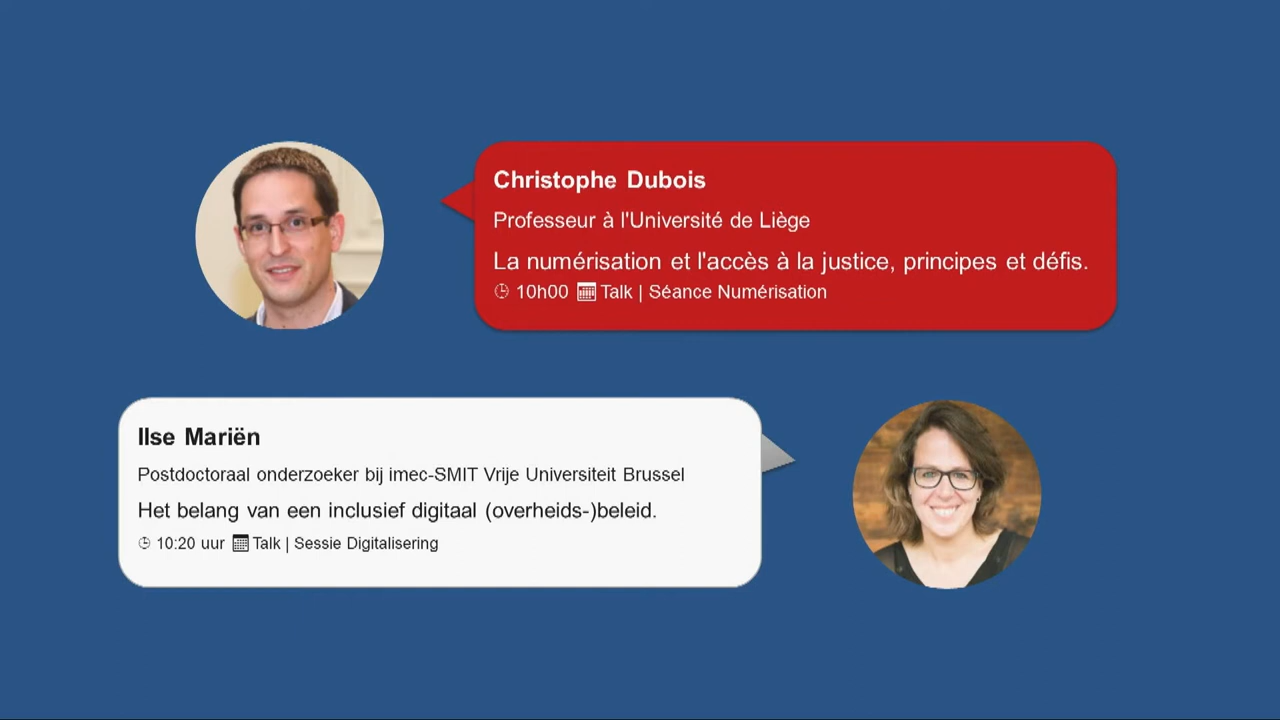 Christophe Dubois
Professeur à l'Université de Liège
La numérisation et l'accès à la justice, principes et défis.
10h00 Talk | Séance Numérisation
Ilse Mariën
Postdoctoraal onderzoeker bij imec-SMIT Vrije Universiteit Brussel
Het belang van een inclusief digitaal (overheids-)beleid.
10:20 uur Talk | Sessie Digitalisering